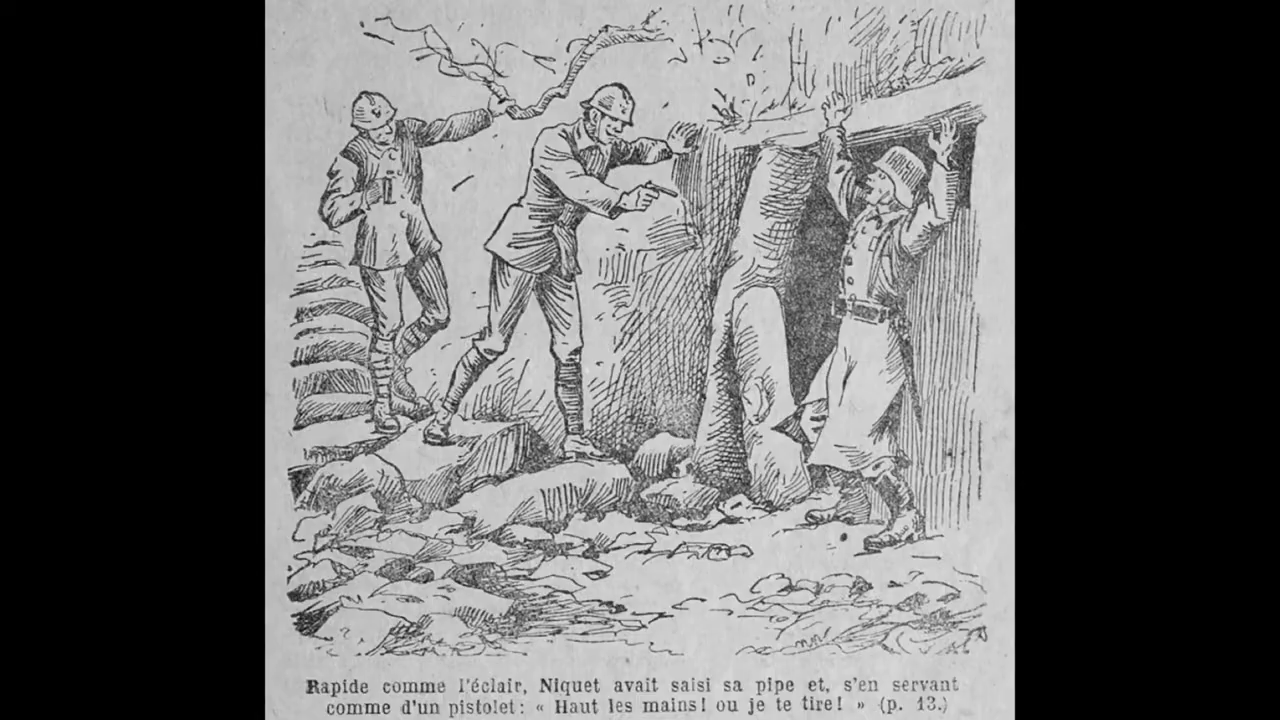 Rapide comme l'éclair, Niquet avait saisi sa pipe et, s'en servant
comme d'un pistolet : « Haut les mains! ou je te tire! » (p. 13.)